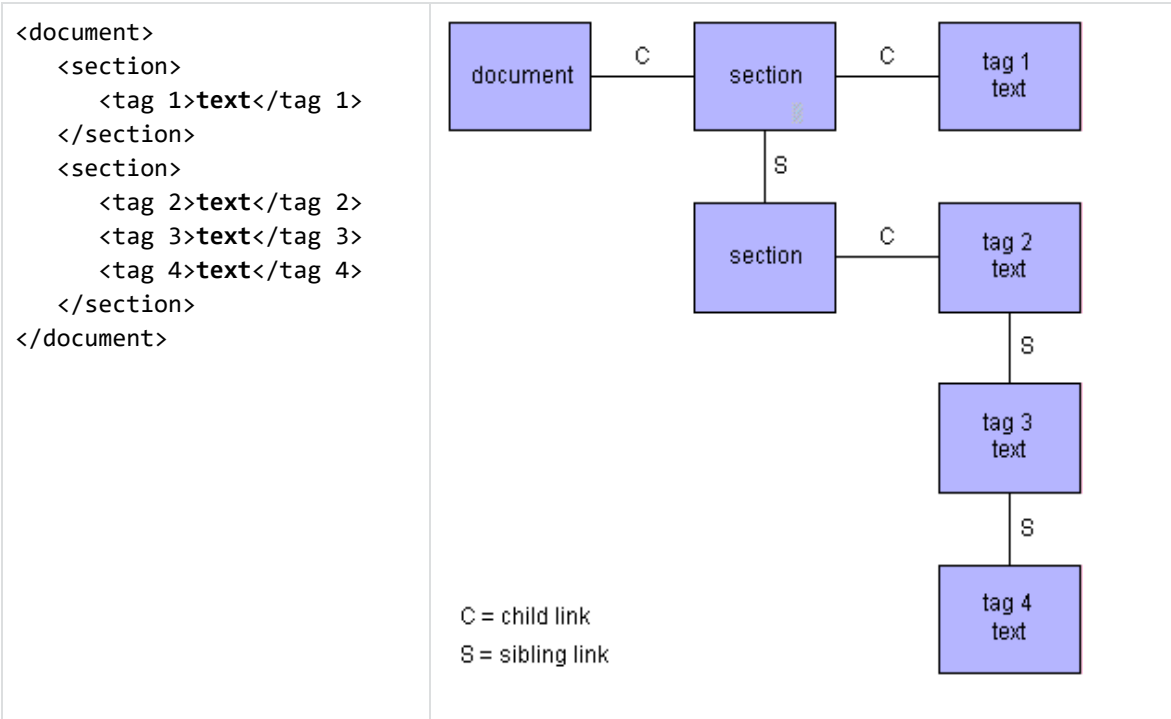 <document>
<section>
<tag 1>text</tag 1>
</section>
<section>
<tag 2>text</tag 2>
<tag 3>text</tag 3>
<tag 4>text</tag 4>
</section>
</document>
document
C
section
C
tag 1
text
S
section
C
tag 2
text
S
tag 3
text
S
tag 4
text
C = child link
S = sibling link